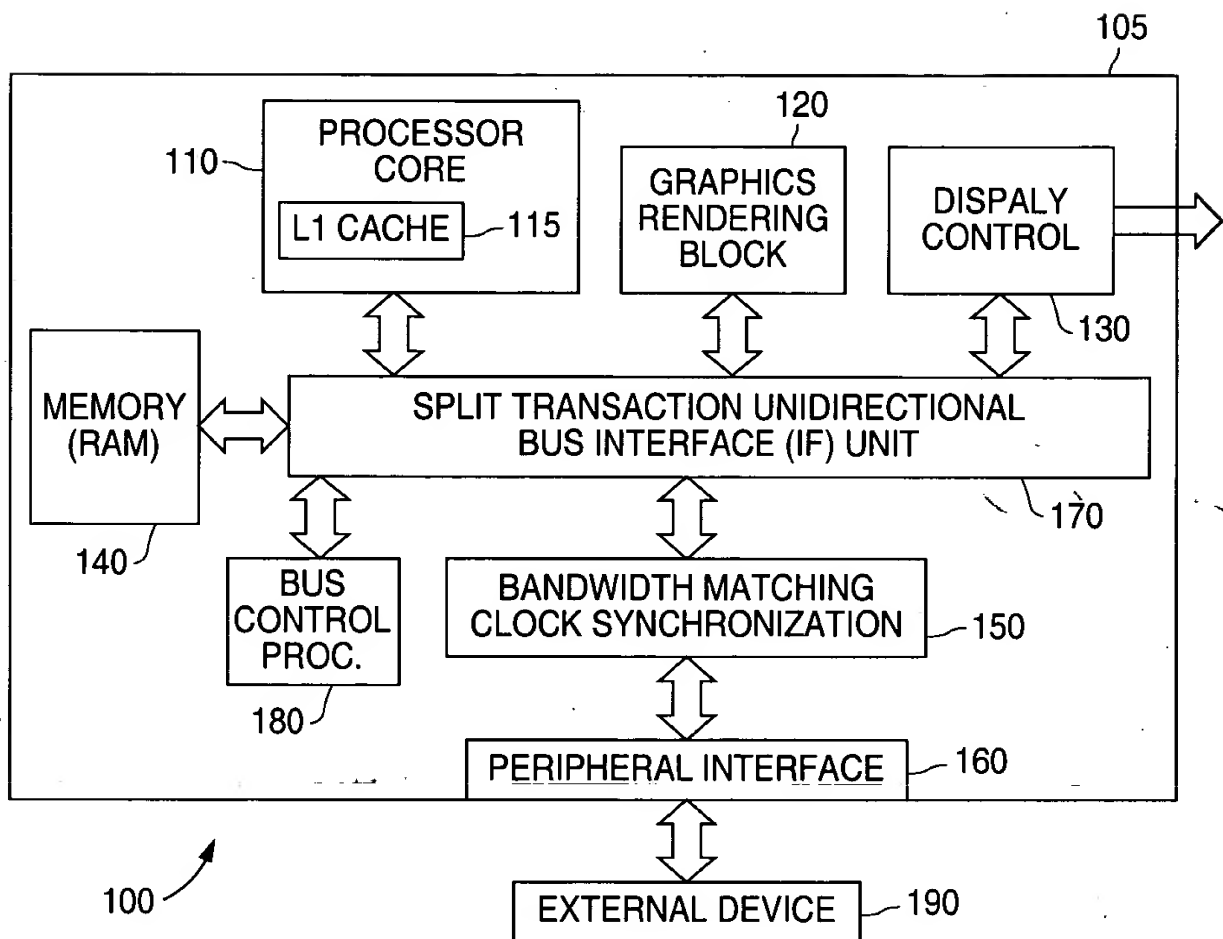 105
PROCESSOR
CORE
110
L1 CACHE
115
120
GRAPHICS
RENDERING
BLOCK
DISPALY
CONTROL
130
MEMORY
(RAM)
140
SPLIT TRANSACTION UNIDIRECTIONAL
BUS INTERFACE (IF) UNIT
170
BUS
CONTROL
PROC.
180
BANDWIDTH MATCHING
CLOCK SYNCHRONIZATION
150
PERIPHERAL INTERFACE
160
100
EXTERNAL DEVICE
190